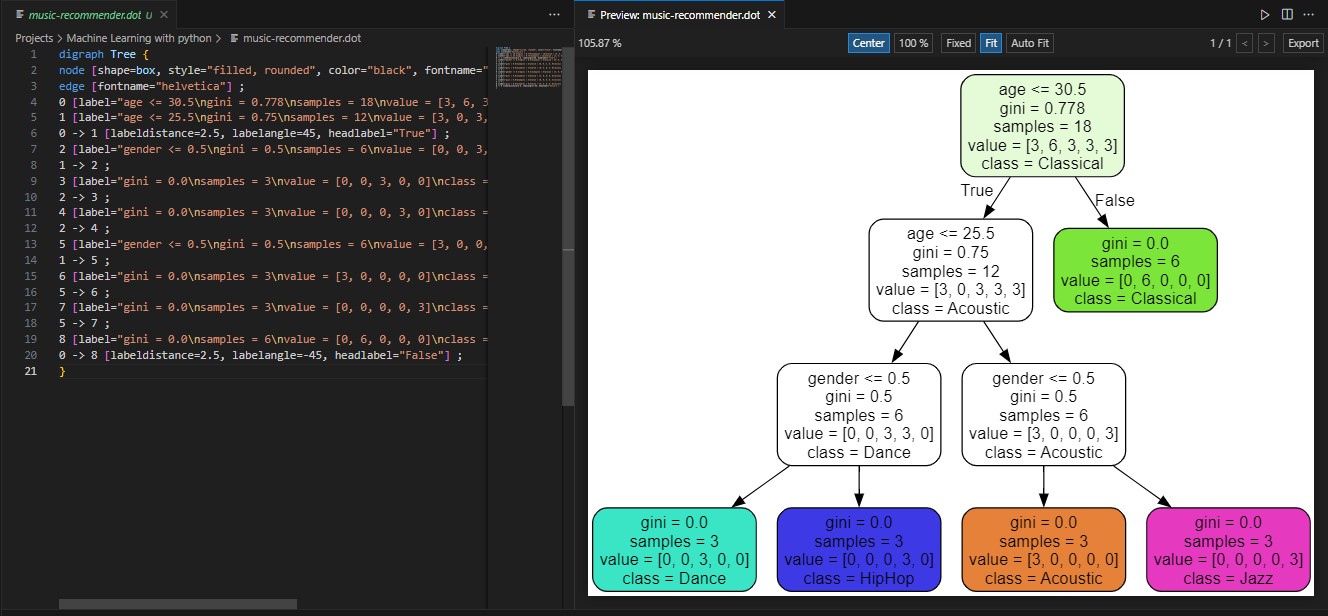 music-recommender.dot U
Preview: music-recommender.dot
Projects > Machine Learning with python > music-recommender.dot
105.87 %
Center
100 %
Fixed
Fit
Auto Fit
1 / 1
<
>
Export
1 digraph Tree {
2 node [shape=box, style="filled, rounded", color="black", fontname="
3 edge [fontname="helvetica"] ;
4 0 [label="age <= 30.5\ngini = 0.778\nsamples = 18\nvalue = [3, 6, 3
5 1 [label="age <= 25.5\ngini = 0.75\nsamples = 12\nvalue = [3, 0, 3,
6 0 -> 1 [labeldistance=2.5, labelangle=45, headlabel="True"] ;
7 2 [label="gender <= 0.5\ngini = 0.5\nsamples = 6\nvalue = [0, 0, 3,
8 1 -> 2 ;
9 3 [label="gini = 0.0\nsamples = 3\nvalue = [0, 0, 3, 0, 0]\nclass =
10 2 -> 3 ;
11 4 [label="gini = 0.0\nsamples = 3\nvalue = [0, 0, 0, 3, 0]\nclass =
12 2 -> 4 ;
13 5 [label="gender <= 0.5\ngini = 0.5\nsamples = 6\nvalue = [3, 0, 0,
14 1 -> 5 ;
15 6 [label="gini = 0.0\nsamples = 3\nvalue = [3, 0, 0, 0, 0]\nclass =
16 5 -> 6 ;
17 7 [label="gini = 0.0\nsamples = 3\nvalue = [0, 0, 0, 0, 3]\nclass =
18 5 -> 7 ;
19 8 [label="gini = 0.0\nsamples = 6\nvalue = [0, 6, 0, 0, 0]\nclass =
20 0 -> 8 [labeldistance=2.5, labelangle=-45, headlabel="False"] ;
21 }
age <= 30.5
gini = 0.778
samples = 18
value = [3, 6, 3, 3, 3]
class = Classical
True
False
age <= 25.5
gini = 0.75
samples = 12
value = [3, 0, 3, 3, 3]
class = Acoustic
gini = 0.0
samples = 6
value = [0, 6, 0, 0, 0]
class = Classical
gender <= 0.5
gini = 0.5
samples = 6
value = [0, 0, 3, 3, 0]
class = Dance
gender <= 0.5
gini = 0.5
samples = 6
value = [3, 0, 0, 0, 3]
class = Acoustic
gini = 0.0
samples = 3
value = [0, 0, 3, 0, 0]
class = Dance
gini = 0.0
samples = 3
value = [0, 0, 0, 3, 0]
class = HipHop
gini = 0.0
samples = 3
value = [3, 0, 0, 0, 0]
class = Acoustic
gini = 0.0
samples = 3
value = [0, 0, 0, 0, 3]
class = Jazz